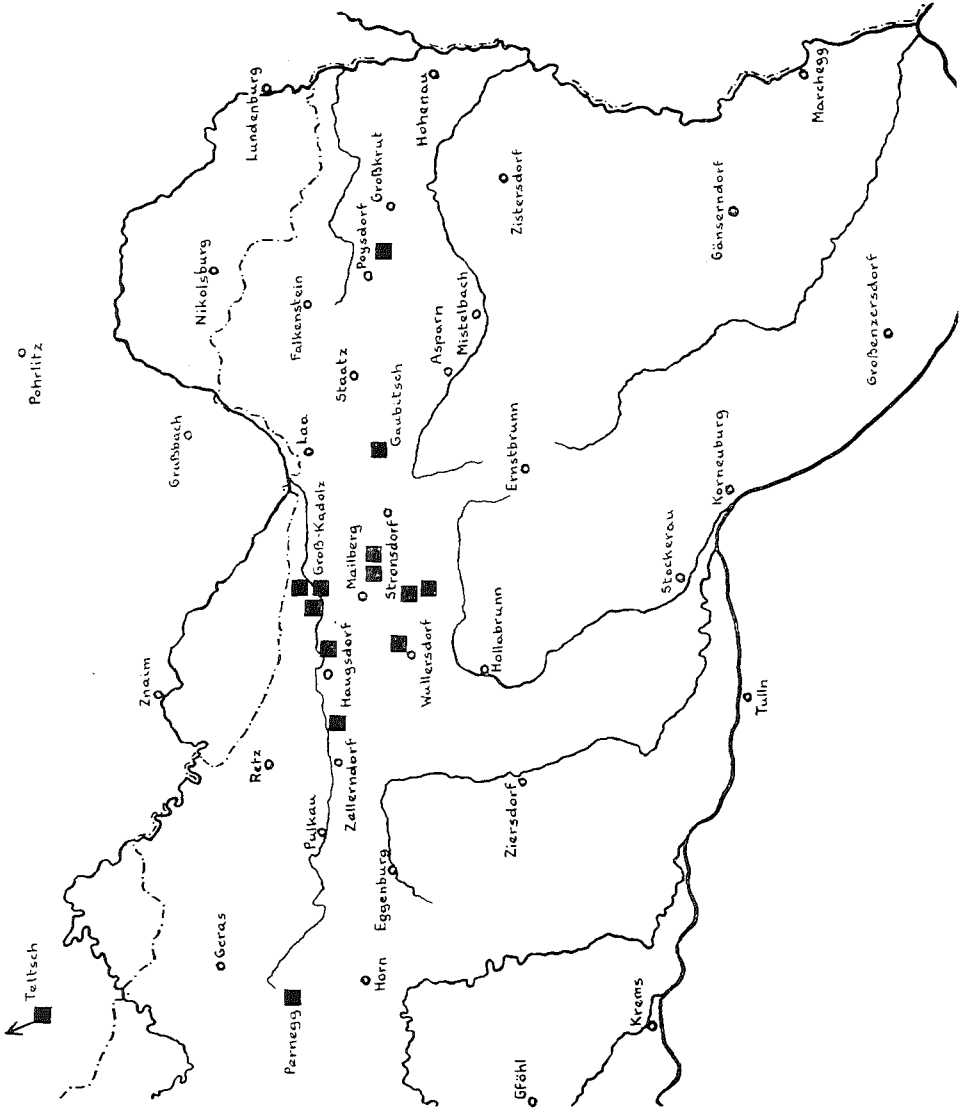 Teltsch
Pohrlitz
Lundenburg
Nikolsburg
Grußbach
Znaim
Geras
Retz
Laa
Falkenstein
Hohenau
Großkrut
Poysdorf
Staatz
Groß-Kadolz
Mailberg
Haugsdorf
Pulkau
Zellerndorf
Pernegg
Horn
Eggenburg
Wullersdorf
Stronsdorf
Gaubitsch
Asparn
Mistelbach
Zistersdorf
Ernstbrunn
Hollabrunn
Ziersdorf
Gföhl
Krems
Tulln
Stockerau
Korneuburg
Gänserndorf
Marchegg
Großenzersdorf